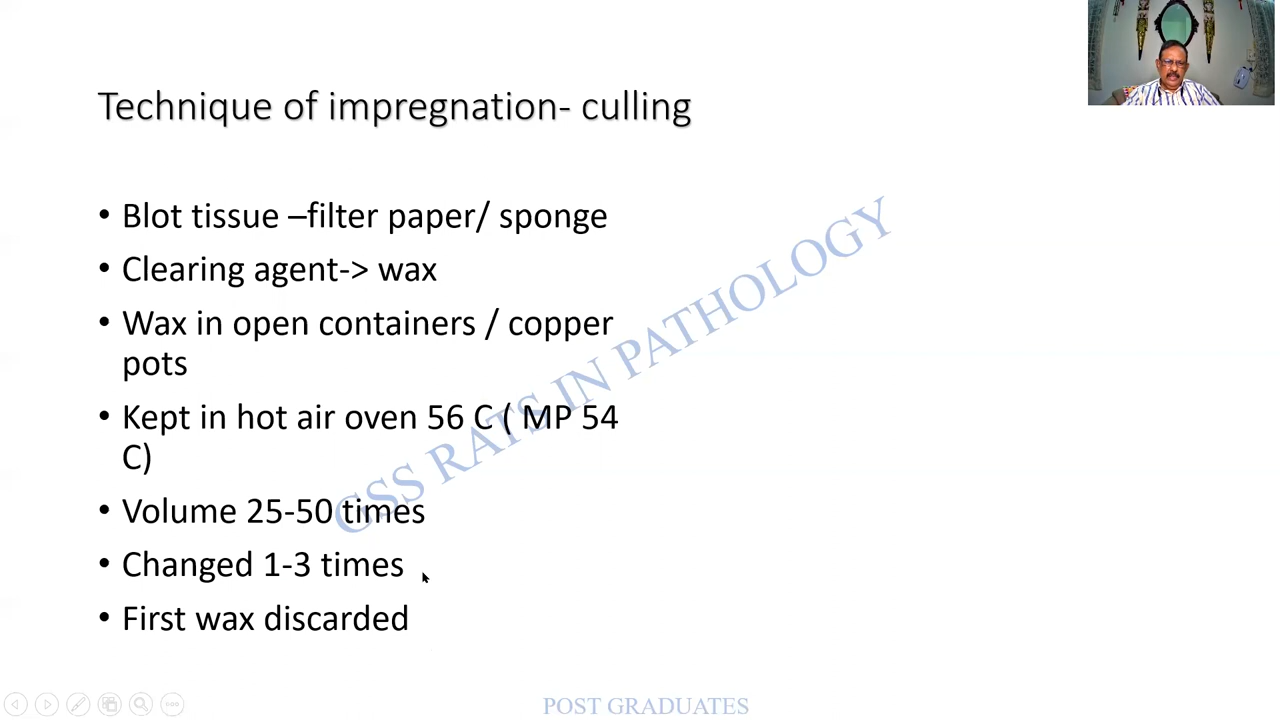 Technique of impregnation- culling
• Blot tissue –filter paper/ sponge
• Clearing agent-> wax
• Wax in open containers / copper
pots
• Kept in hot air oven 56 C ( MP 54
C)
• Volume 25-50 times
• Changed 1-3 times
• First wax discarded
GSS RATS IN PATHOLOGY
POST GRADUATES